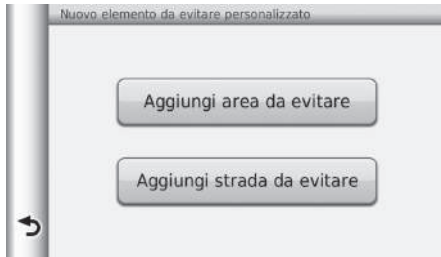 Nuovo elemento da evitare personalizzato
Aggiungi area da evitare
Aggiungi strada da evitare